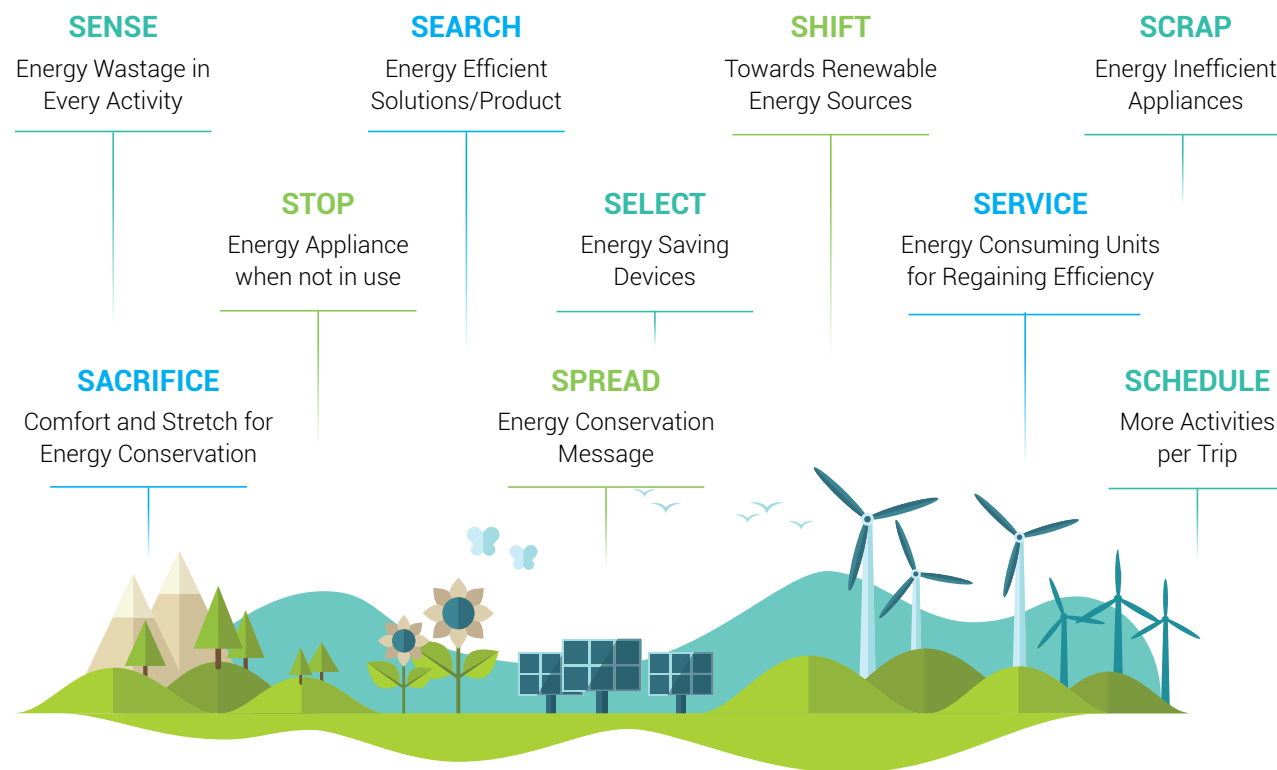 SENSE
Energy Wastage in
Every Activity
SEARCH
Energy Efficient
Solutions/Product
SHIFT
Towards Renewable
Energy Sources
SCRAP
Energy Inefficient
Appliances
STOP
Energy Appliance
when not in use
SELECT
Energy Saving
Devices
SERVICE
Energy Consuming Units
for Regaining Efficiency
SACRIFICE
Comfort and Stretch for
Energy Conservation
SPREAD
Energy Conservation
Message
SCHEDULE
More Activities
per Trip